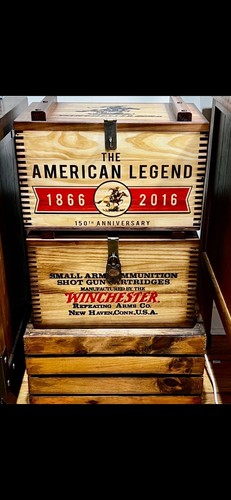 THE
AMERICAN LEGEND
1866 2016
150TH ANNIVERSARY
SMALL ARMS AMMUNITION
SHOT GUN CARTRIDGES
MANUFACTURED BY THE
WINCHESTER
REPEATING ARMS CO.
NEW HAVEN, CONN., U.S.A.